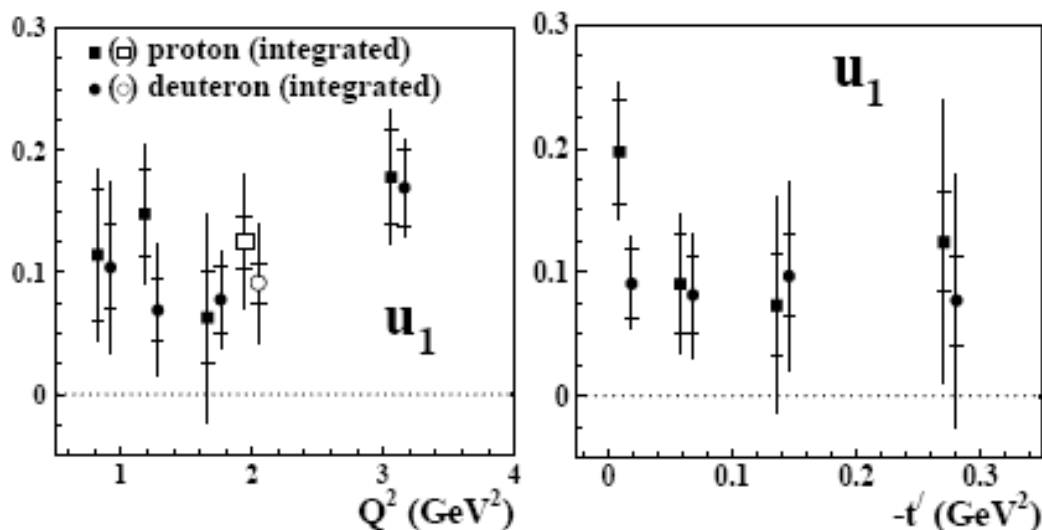 0.3
0.2
0.1
0
■ (□) proton (integrated)
● (○) deuteron (integrated)
u₁
1
2
3
4
Q² (GeV²)
0.3
0.2
0.1
0
u₁
0
0.1
0.2
0.3
-t′ (GeV²)